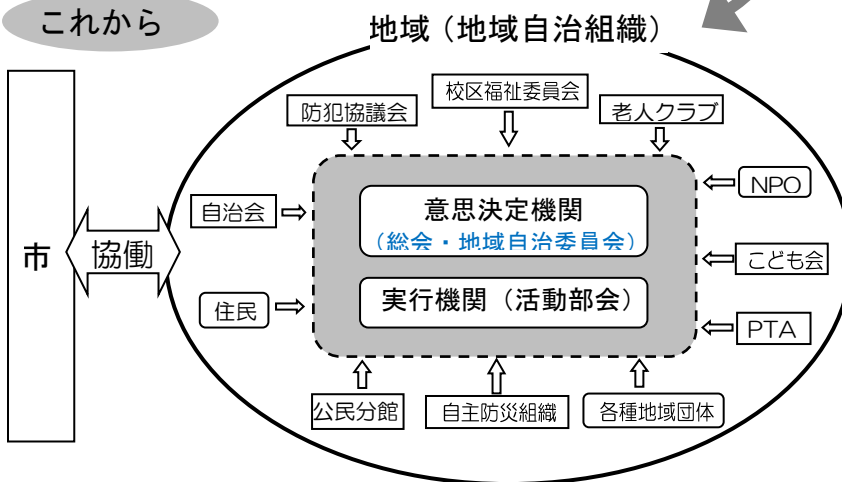 これから
地域（地域自治組織）
校区福祉委員会
防犯協議会
老人クラブ
NPO
自治会
意思決定機関
（総会・地域自治委員会）
市
協働
こども会
住民
実行機関（活動部会）
PTA
公民分館
自主防災組織
各種地域団体